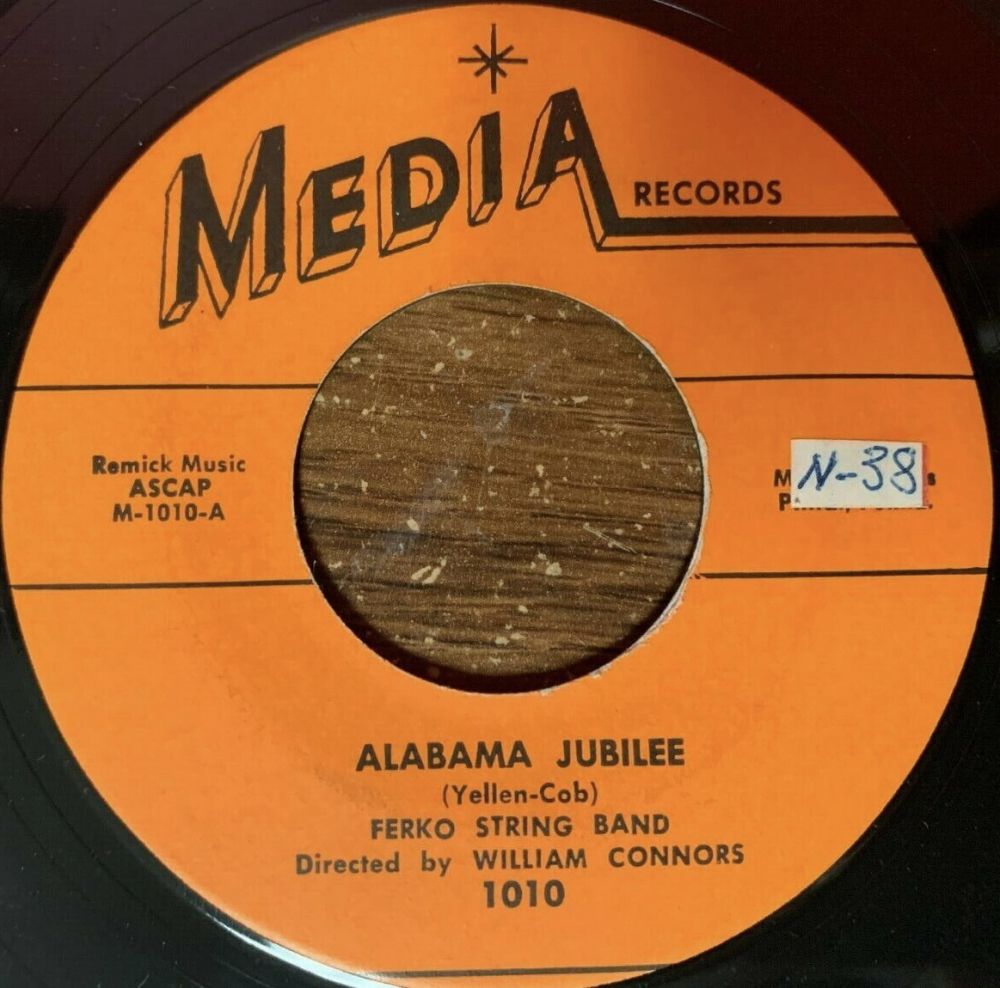 MEDIA
RECORDS
Remick Music
ASCAP
M-1010-A
N-38
ALABAMA JUBILEE
(Yellen-Cob)
FERKO STRING BAND
Directed by WILLIAM CONNORS
1010